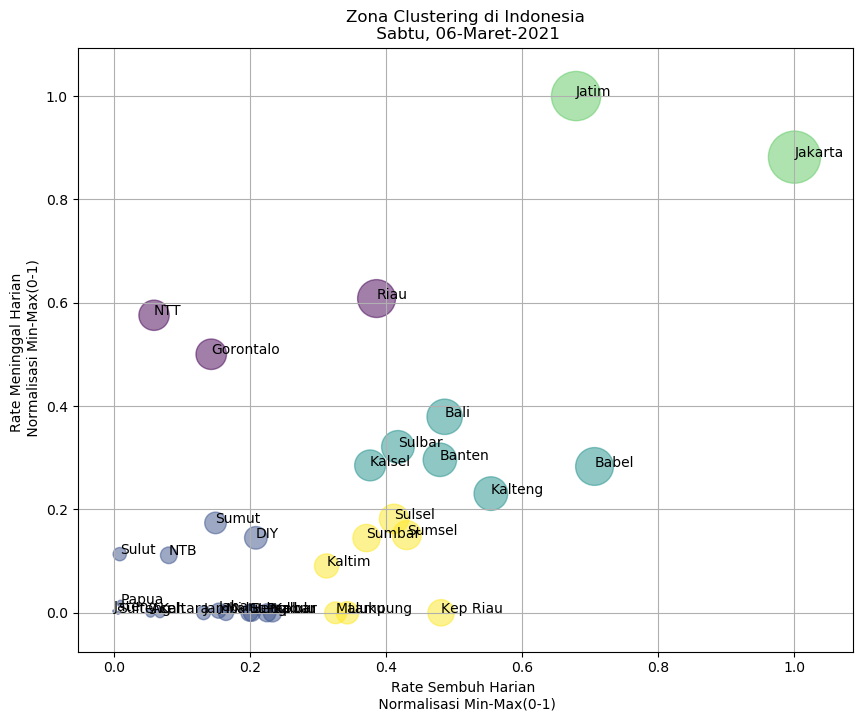 Zona Clustering di Indonesia
Sabtu, 06-Maret-2021
Rate Meninggal Harian
Normalisasi Min-Max(0-1)
1.0
0.8
0.6
0.4
0.2
0.0
Jatim
Jakarta
Riau
NTT
Gorontalo
Bali
Sulbar
Banten
Kalsel
Babel
Kalteng
Sumut
Sulsel
DIY
Sumsel
Sumbar
Sulut
NTB
Kaltim
Papua
Maluku
Lampung
Kep Riau
0.0 0.2 0.4 0.6 0.8 1.0
Rate Sembuh Harian
Normalisasi Min-Max(0-1)